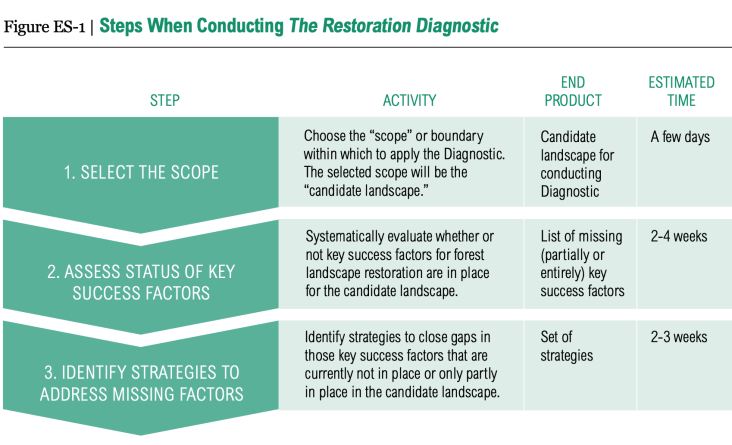 Figure ES-1 | Steps When Conducting The Restoration Diagnostic
STEP
ACTIVITY
END
PRODUCT
ESTIMATED
TIME
1. SELECT THE SCOPE
Choose the “scope” or boundary
within which to apply the Diagnostic.
The selected scope will be the
“candidate landscape.”
Candidate
landscape for
conducting
Diagnostic
A few days
2. ASSESS STATUS OF KEY
SUCCESS FACTORS
Systematically evaluate whether or
not key success factors for forest
landscape restoration are in place
for the candidate landscape.
List of missing
(partially or
entirely) key
success factors
2-4 weeks
3. IDENTIFY STRATEGIES TO
ADDRESS MISSING FACTORS
Identify strategies to close gaps in
those key success factors that are
currently not in place or only partly
in place in the candidate landscape.
Set of
strategies
2-3 weeks